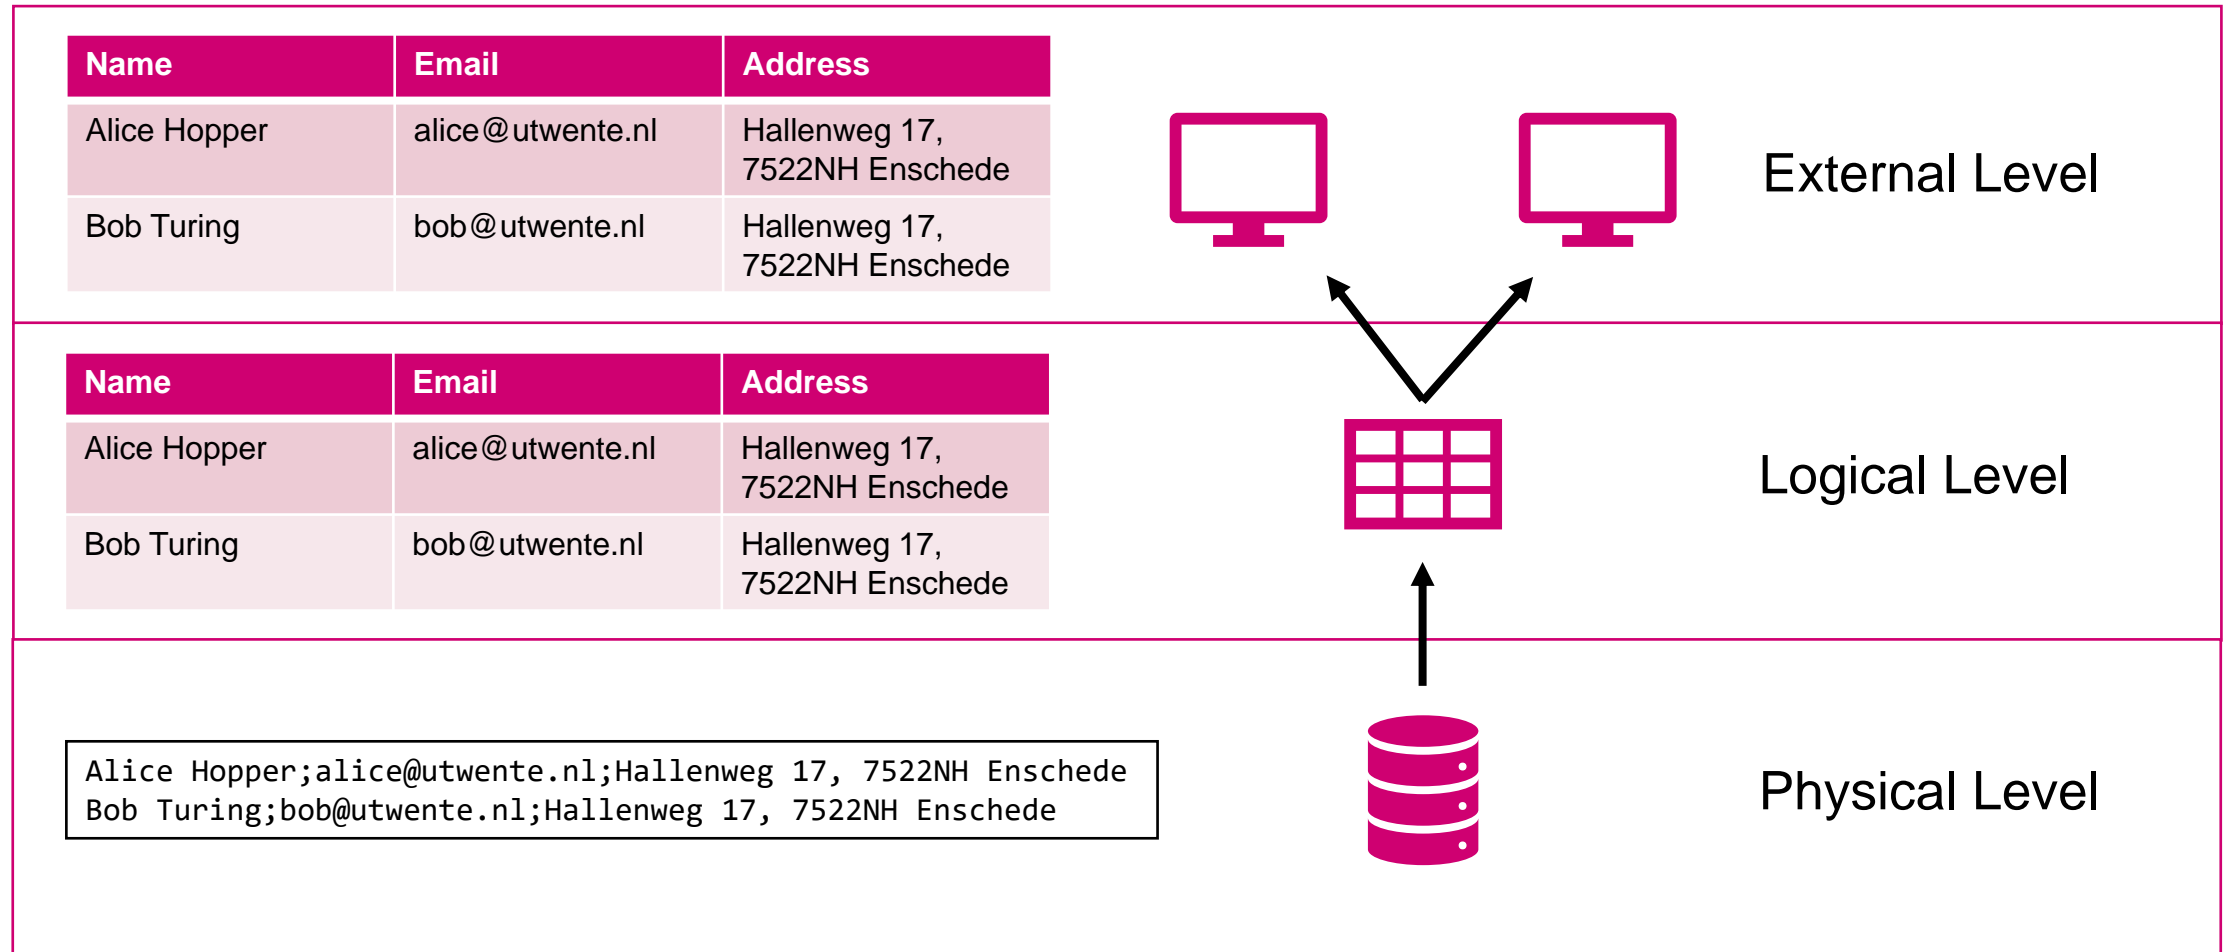 Name Email Address
Alice Hopper alice@utwente.nl Hallenweg 17,
7522NH Enschede
Bob Turing bob@utwente.nl Hallenweg 17,
7522NH Enschede
External Level
Name Email Address
Alice Hopper alice@utwente.nl Hallenweg 17,
7522NH Enschede
Bob Turing bob@utwente.nl Hallenweg 17,
7522NH Enschede
Logical Level
Alice Hopper;alice@utwente.nl;Hallenweg 17, 7522NH Enschede
Bob Turing;bob@utwente.nl;Hallenweg 17, 7522NH Enschede
Physical Level